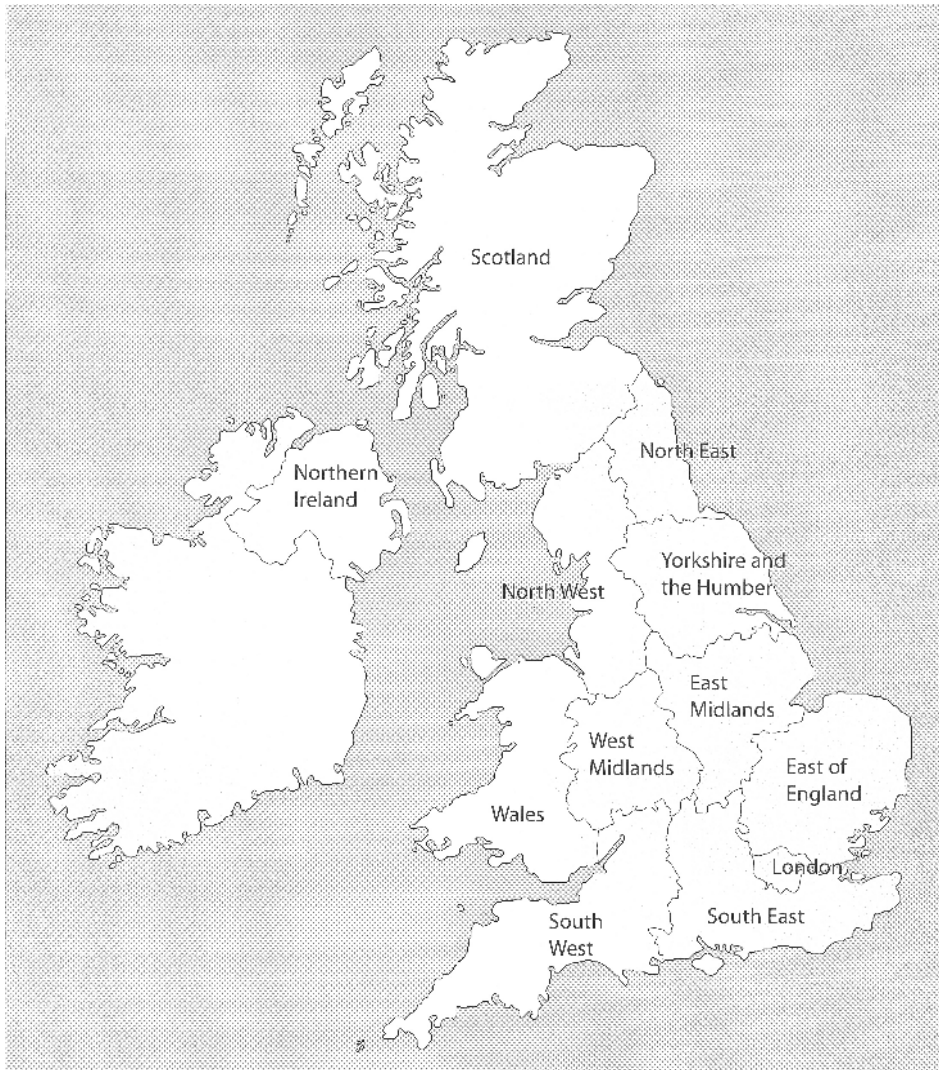 Scotland
North East
Northern
Ireland
Yorkshire and
the Humber
North West
East
Midlands
West
Midlands
East of
England
Wales
London
South East
South
West